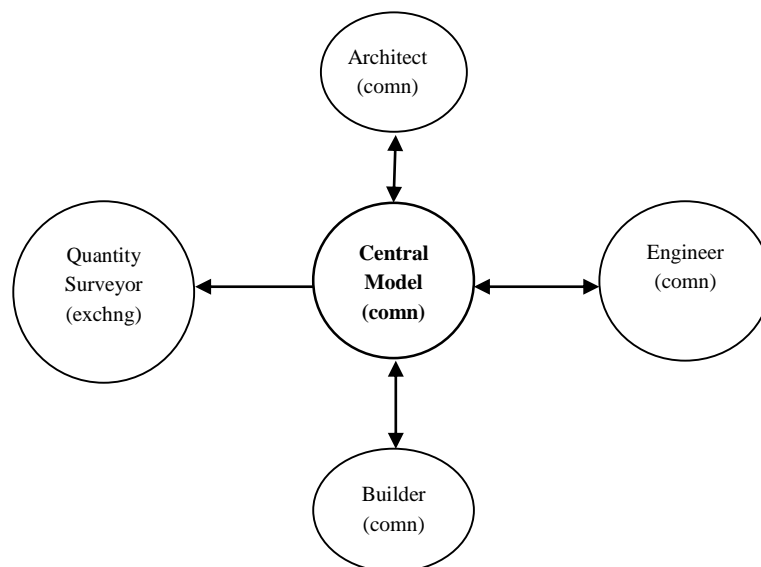 Architect
(comn)
Quantity
Surveyor
(exchng)
Central
Model
(comn)
Engineer
(comn)
Builder
(comn)